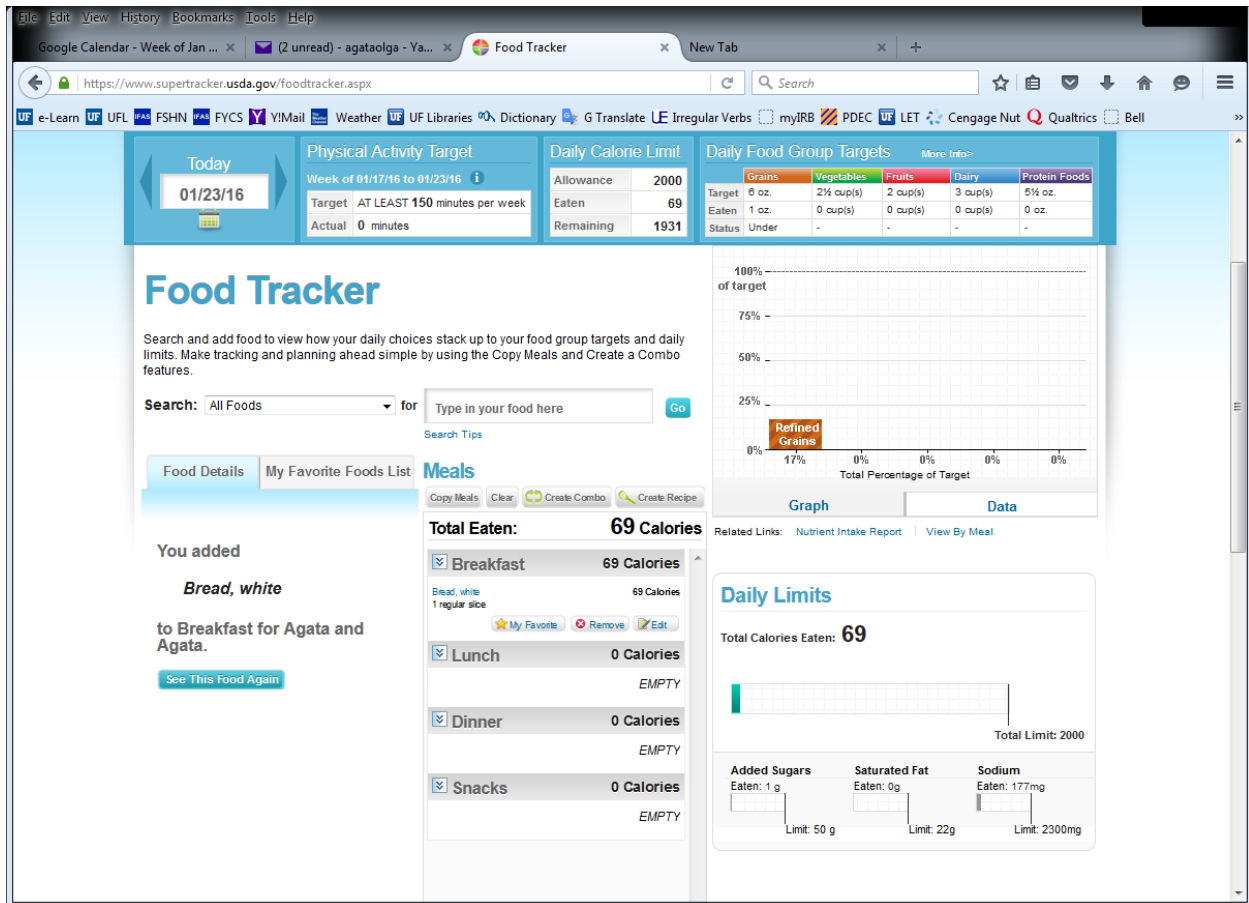 File Edit View History Bookmarks Tools Help
Google Calendar - Week of Jan ... × (2 unread) - agataolga - Ya... × Food Tracker × New Tab × +
https://www.supertracker.usda.gov/foodtracker.aspx Search
UF e-Learn UF UFL IFAS FSHN IFAS FYCS Y Y!Mail Weather UF UF Libraries Dictionary G Translate UE Irregular Verbs myIRB PDEC UF LET Cengage Nut Q Qualtrics Bell »
Today
01/23/16
Physical Activity Target
Week of 01/17/16 to 01/23/16 i
Target AT LEAST 150 minutes per week
Actual 0 minutes
Daily Calorie Limit
Allowance 2000
Eaten 69
Remaining 1931
Daily Food Group Targets More Info>
Grains Vegetables Fruits Dairy Protein Foods
Target 6 oz. 2½ cup(s) 2 cup(s) 3 cup(s) 5½ oz.
Eaten 1 oz. 0 cup(s) 0 cup(s) 0 cup(s) 0 oz.
Status Under - - - -
Food Tracker
Search and add food to view how your daily choices stack up to your food group targets and daily
limits. Make tracking and planning ahead simple by using the Copy Meals and Create a Combo
features.
Search: All Foods for Type in your food here Go
Search Tips
Food Details My Favorite Foods List
You added
Bread, white
to Breakfast for Agata and
Agata.
See This Food Again
Meals
Copy Meals Clear Create Combo Create Recipe
Total Eaten: 69 Calories
Breakfast 69 Calories
Bread, white 69 Calories
1 regular slice
My Favorite Remove Edit
Lunch 0 Calories
EMPTY
Dinner 0 Calories
EMPTY
Snacks 0 Calories
EMPTY
100%
of target
75%
50%
25%
0%
Refined
Grains
17% 0% 0% 0% 0%
Total Percentage of Target
Graph Data
Related Links: Nutrient Intake Report View By Meal
Daily Limits
Total Calories Eaten: 69
Total Limit: 2000
Added Sugars Saturated Fat Sodium
Eaten: 1 g Eaten: 0g Eaten: 177mg
Limit: 50 g Limit: 22g Limit: 2300mg